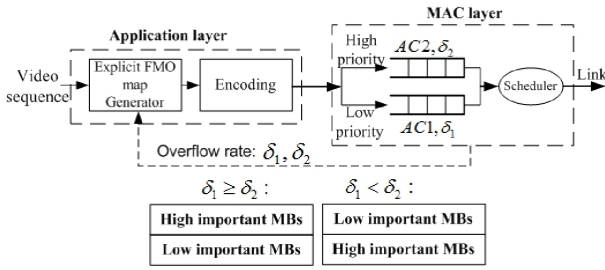 Application layer
MAC layer
Video
sequence
Explicit FMO
map
Generator
Encoding
High
priority
AC2, δ₂
Low
priority
AC1, δ₁
Scheduler
Link
Overflow rate: δ₁, δ₂
δ₁ ≥ δ₂ :
High important MBs
Low important MBs
δ₁ < δ₂ :
Low important MBs
High important MBs